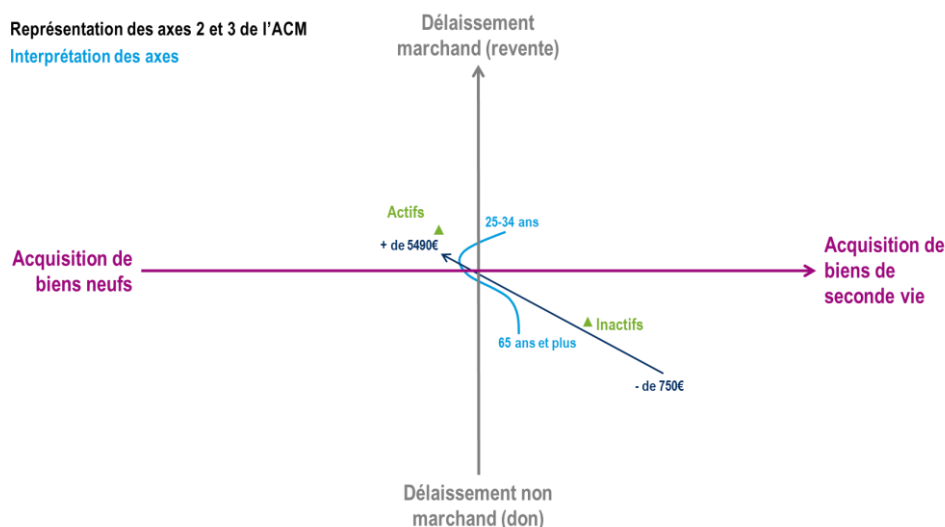 Représentation des axes 2 et 3 de l'ACM
Interprétation des axes
Délaissement
marchand (revente)
Actifs
25-34 ans
+ de 5490€
Acquisition de
biens neufs
Acquisition de
biens de
seconde vie
Inactifs
65 ans et plus
- de 750€
Délaissement non
marchand (don)